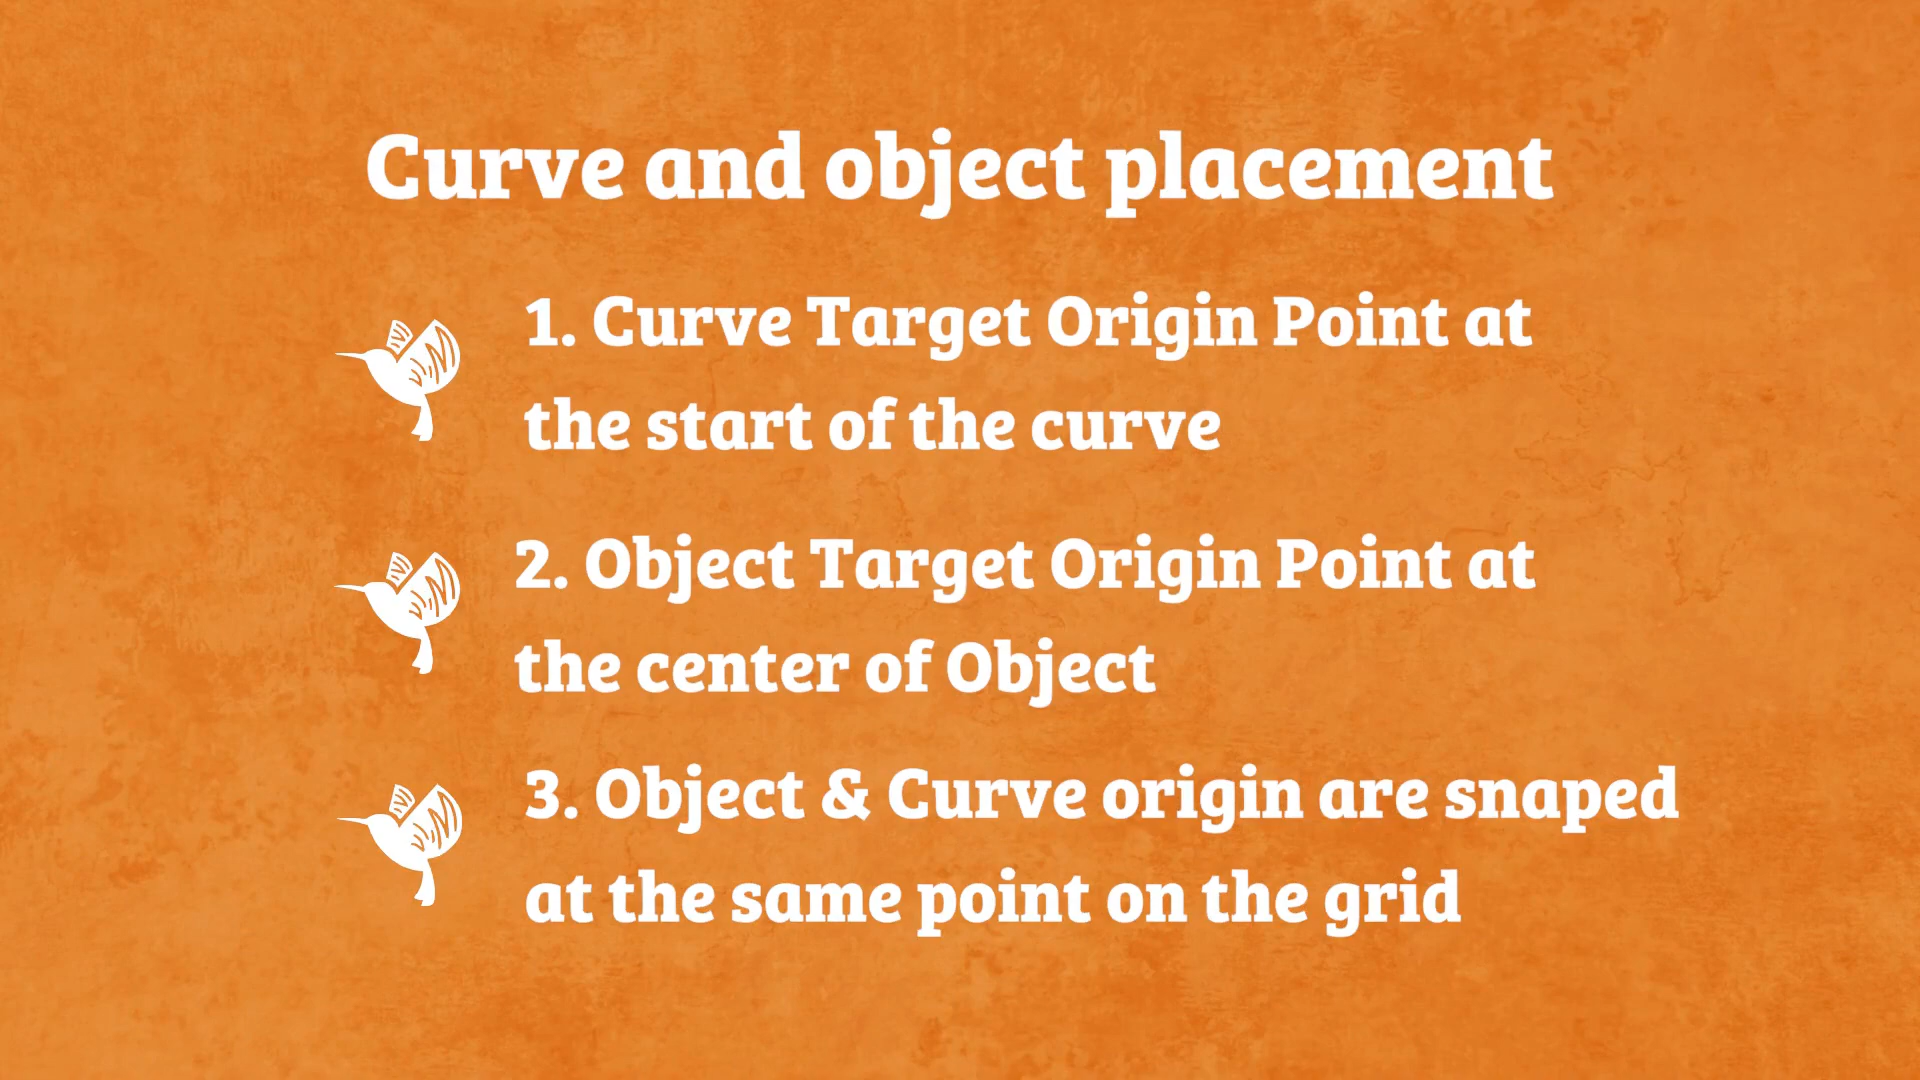 Curve and object placement
1. Curve Target Origin Point at
the start of the curve
2. Object Target Origin Point at
the center of Object
3. Object & Curve origin are snaped
at the same point on the grid